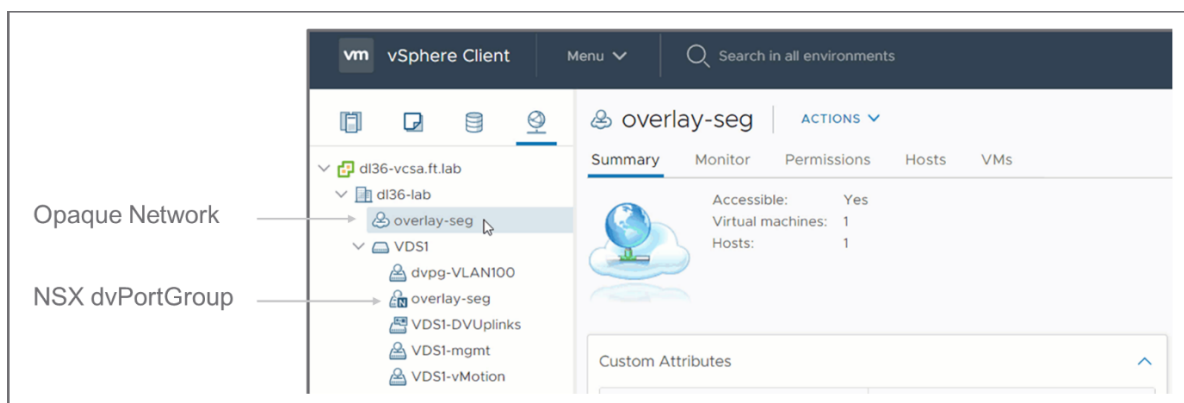 vm vSphere Client Menu Search in all environments
overlay-seg ACTIONS
Summary Monitor Permissions Hosts VMs
dl36-vcsa.ft.lab
dl36-lab
Opaque Network
overlay-seg
VDS1
dvpg-VLAN100
NSX dvPortGroup
N overlay-seg
VDS1-DVUplinks
VDS1-mgmt
VDS1-vMotion
Accessible: Yes
Virtual machines: 1
Hosts: 1
Custom Attributes